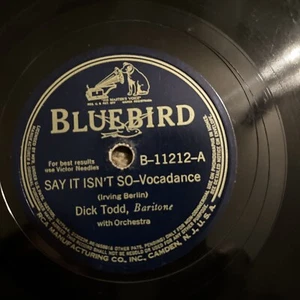 BLUEBIRD
For best results
use Victor Needles
B-11212-A
SAY IT ISN'T SO–Vocadance
(Irving Berlin)
Dick Todd, Baritone
with Orchestra
RCA MANUFACTURING CO., INC., CAMDEN, N.J., U.S.A.